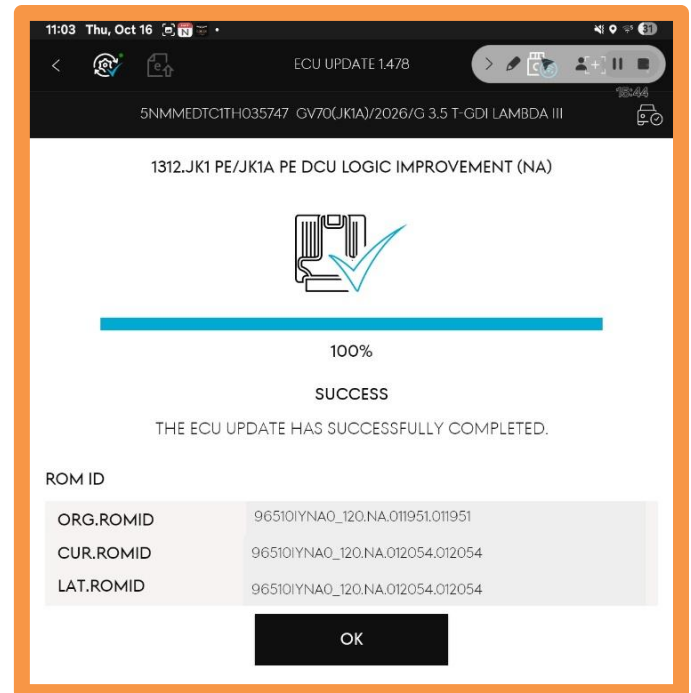 11:03 Thu, Oct 16 31
ECU UPDATE 1.478
15:44
5NMMEDTC1TH035747 GV70(JK1A)/2026/G 3.5 T-GDI LAMBDA III
1312.JK1 PE/JK1A PE DCU LOGIC IMPROVEMENT (NA)
100%
SUCCESS
THE ECU UPDATE HAS SUCCESSFULLY COMPLETED.
ROM ID
ORG.ROMID 96510IYNA0_120.NA.011951.011951
CUR.ROMID 96510IYNA0_120.NA.012054.012054
LAT.ROMID 96510IYNA0_120.NA.012054.012054
OK